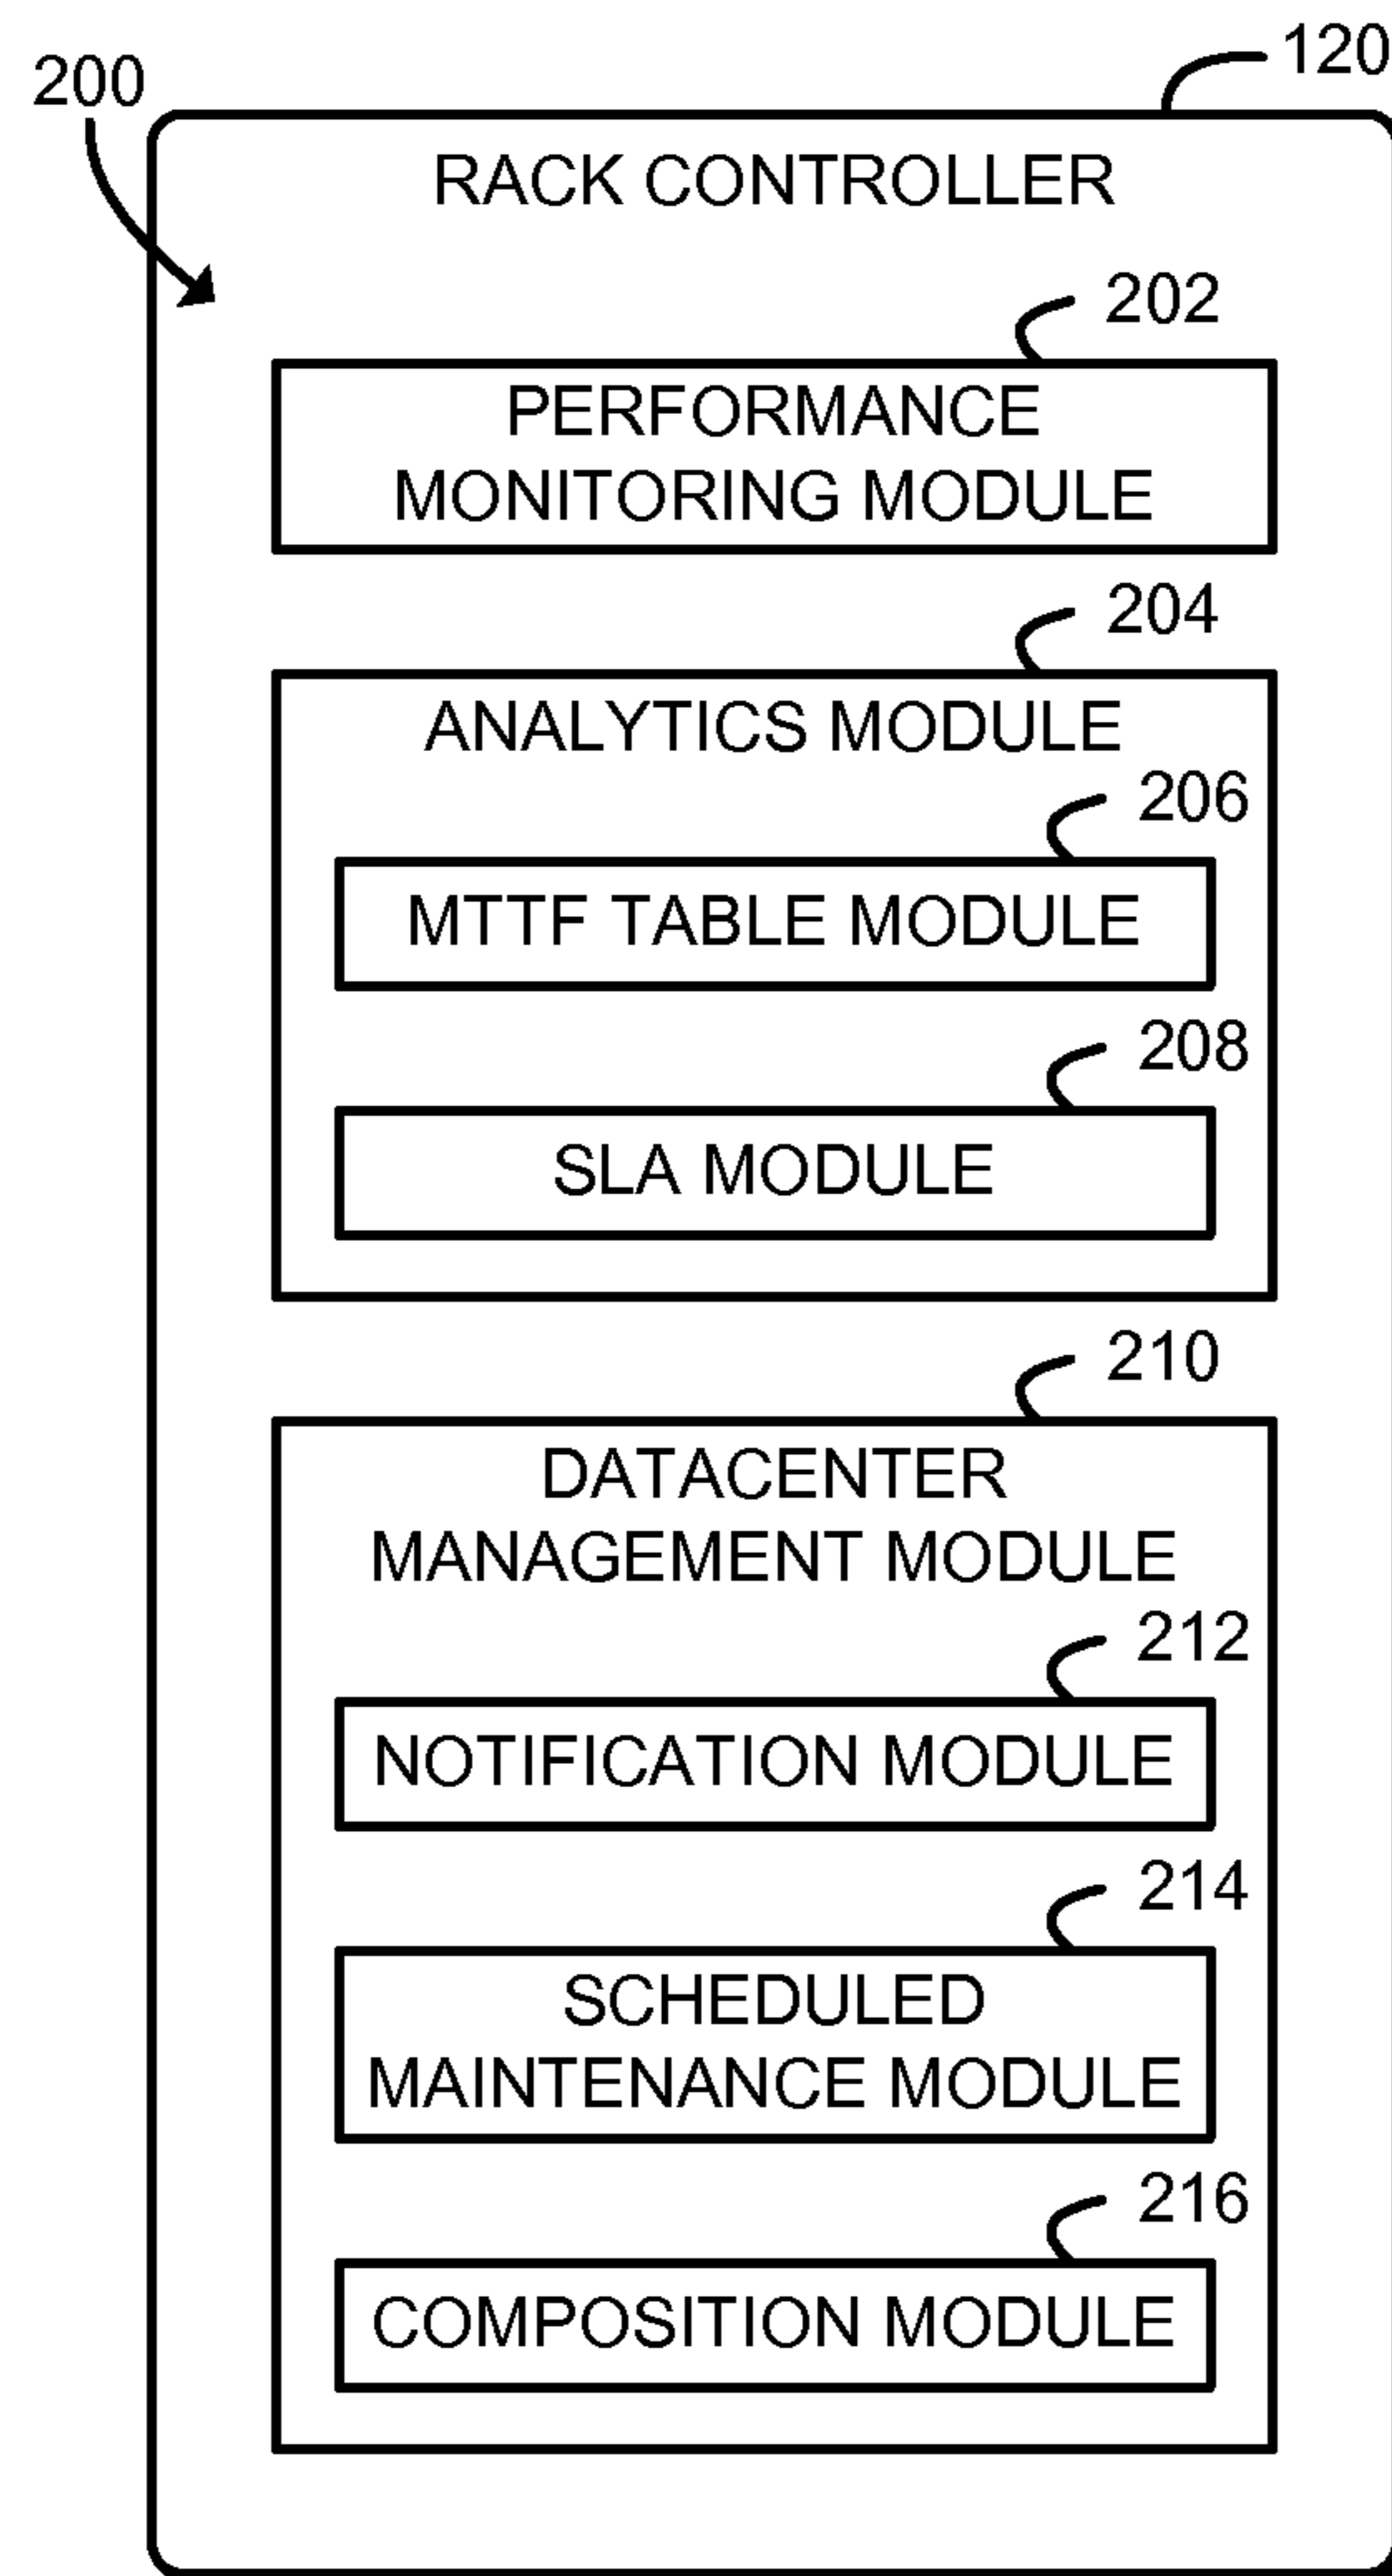 120
200
RACK CONTROLLER
202
PERFORMANCE
MONITORING MODULE
204
ANALYTICS MODULE
206
MTTF TABLE MODULE
208
SLA MODULE
210
DATACENTER
MANAGEMENT MODULE
212
NOTIFICATION MODULE
214
SCHEDULED
MAINTENANCE MODULE
216
COMPOSITION MODULE